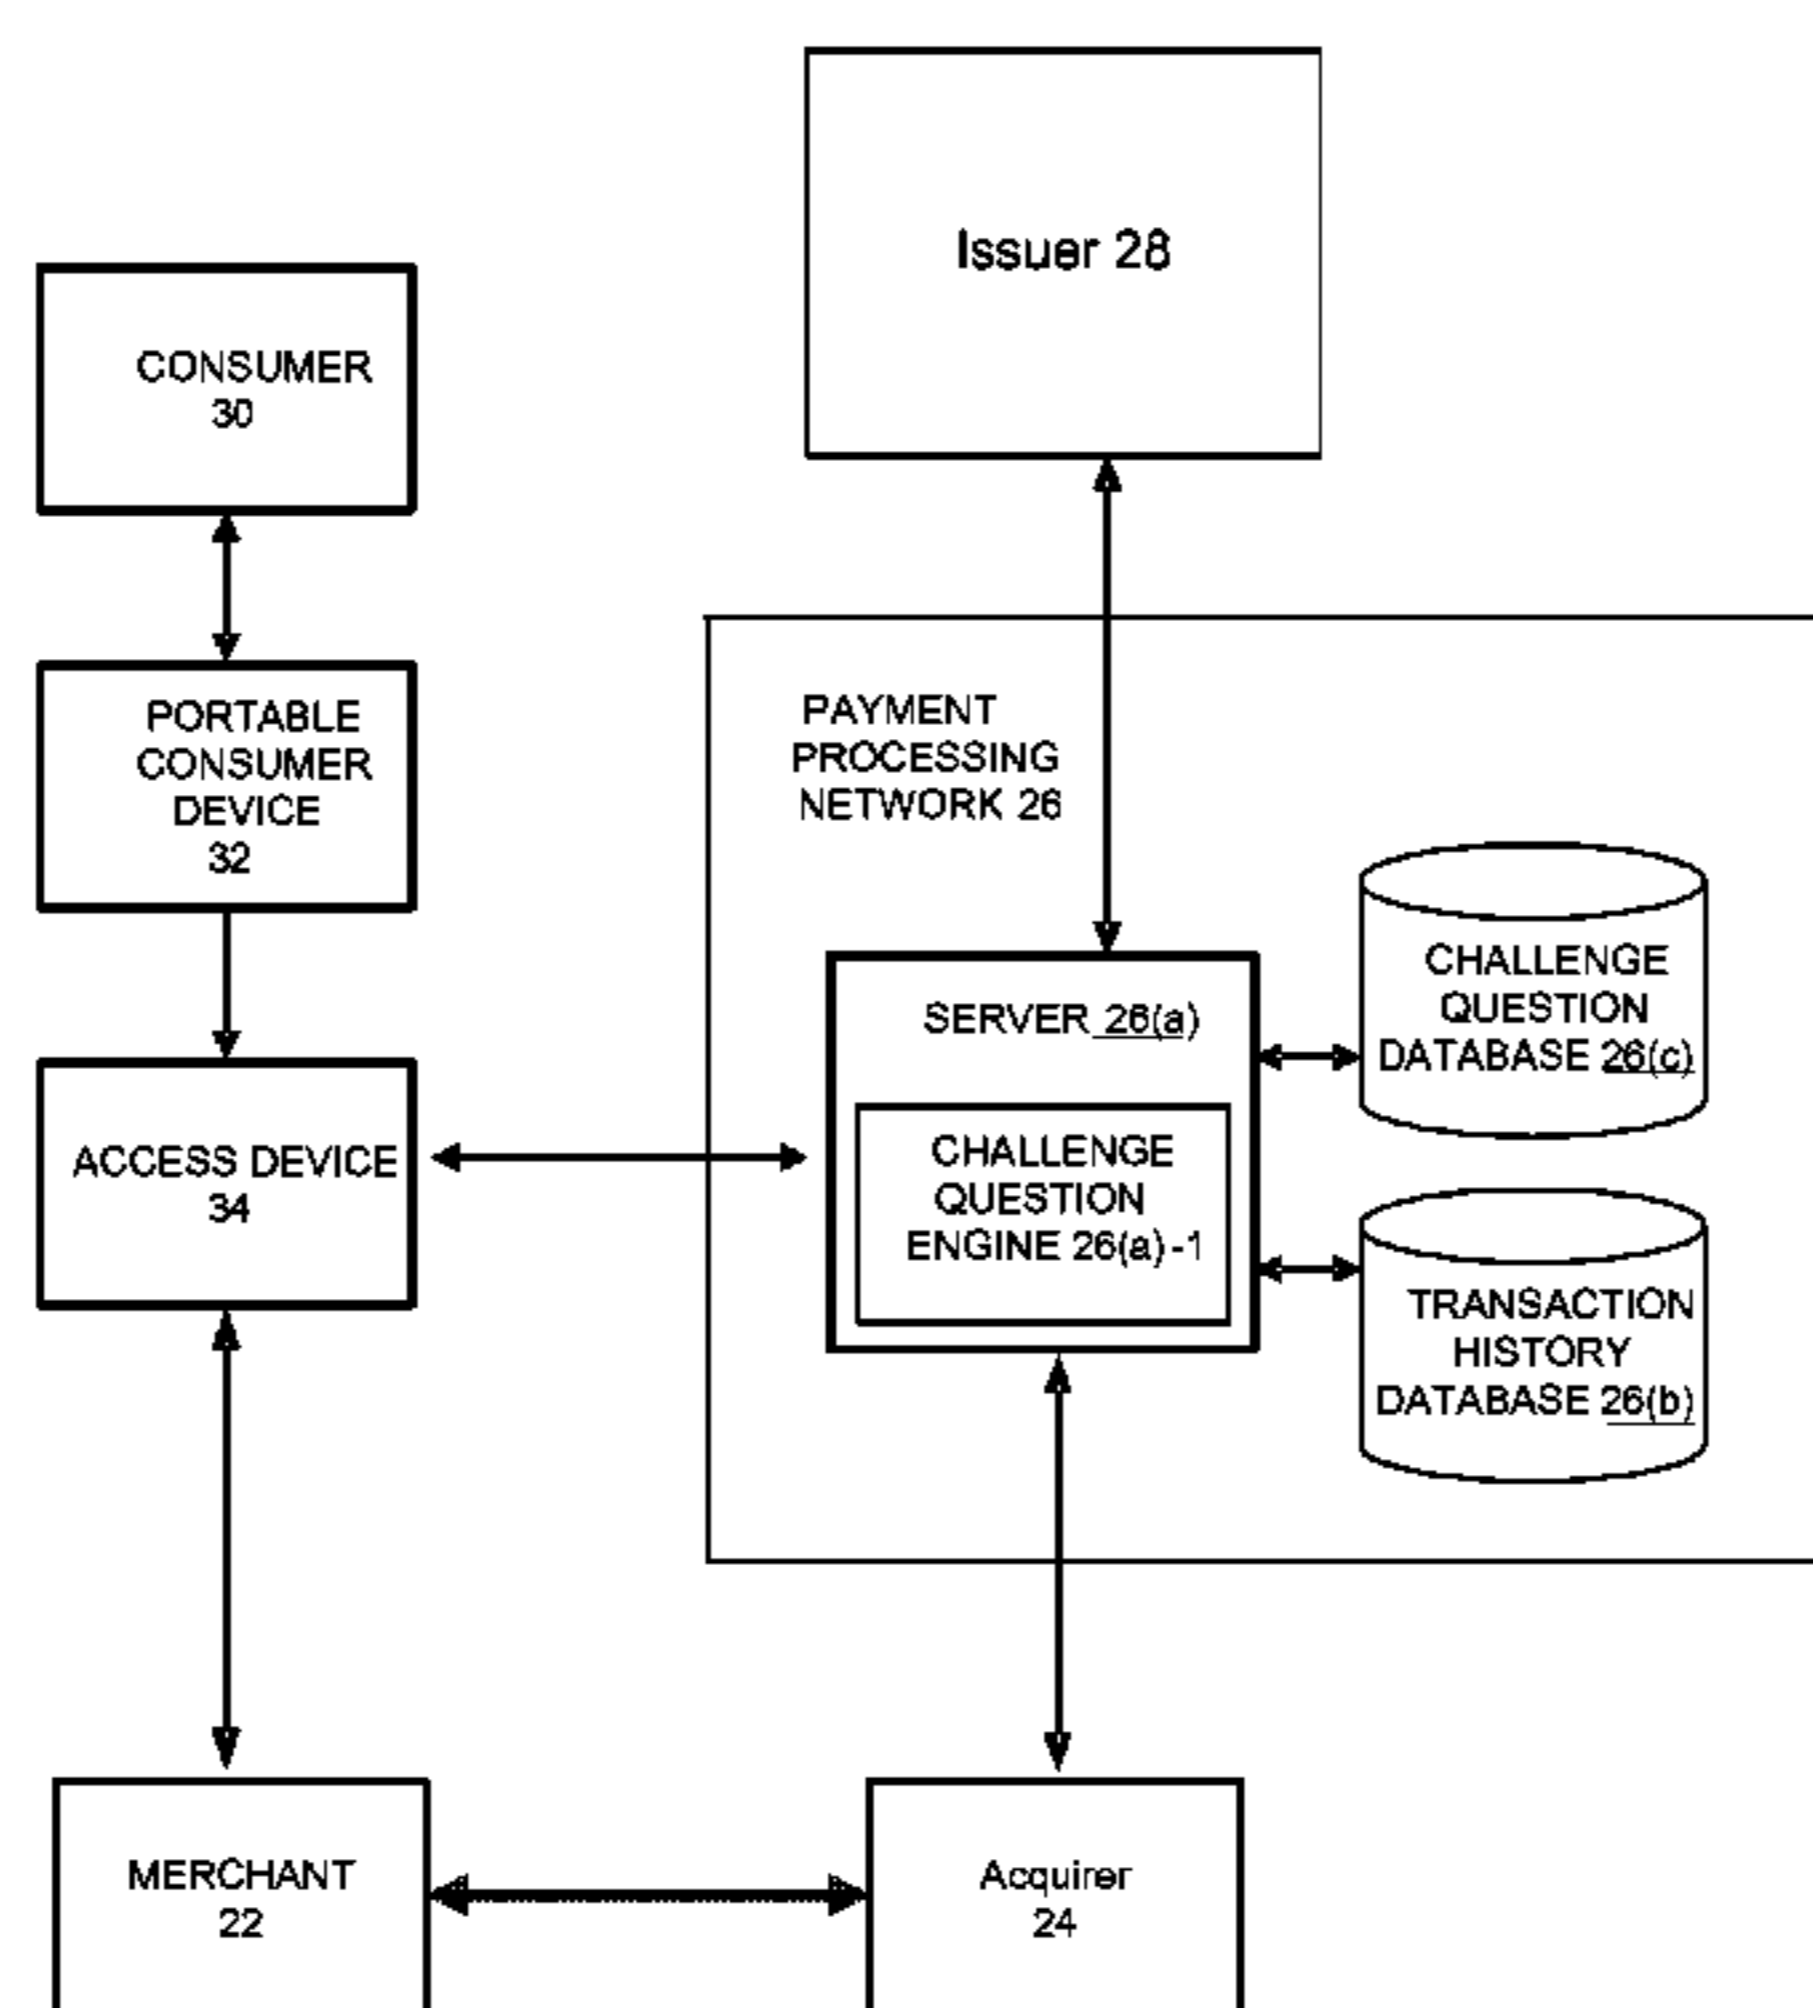 Issuer 28
CONSUMER
30
PORTABLE
CONSUMER
DEVICE
32
PAYMENT
PROCESSING
NETWORK 26
ACCESS DEVICE
34
SERVER 26(a)
CHALLENGE
QUESTION
ENGINE 26(a)-1
CHALLENGE
QUESTION
DATABASE 26(c)
TRANSACTION
HISTORY
DATABASE 26(b)
MERCHANT
22
Acquirer
24